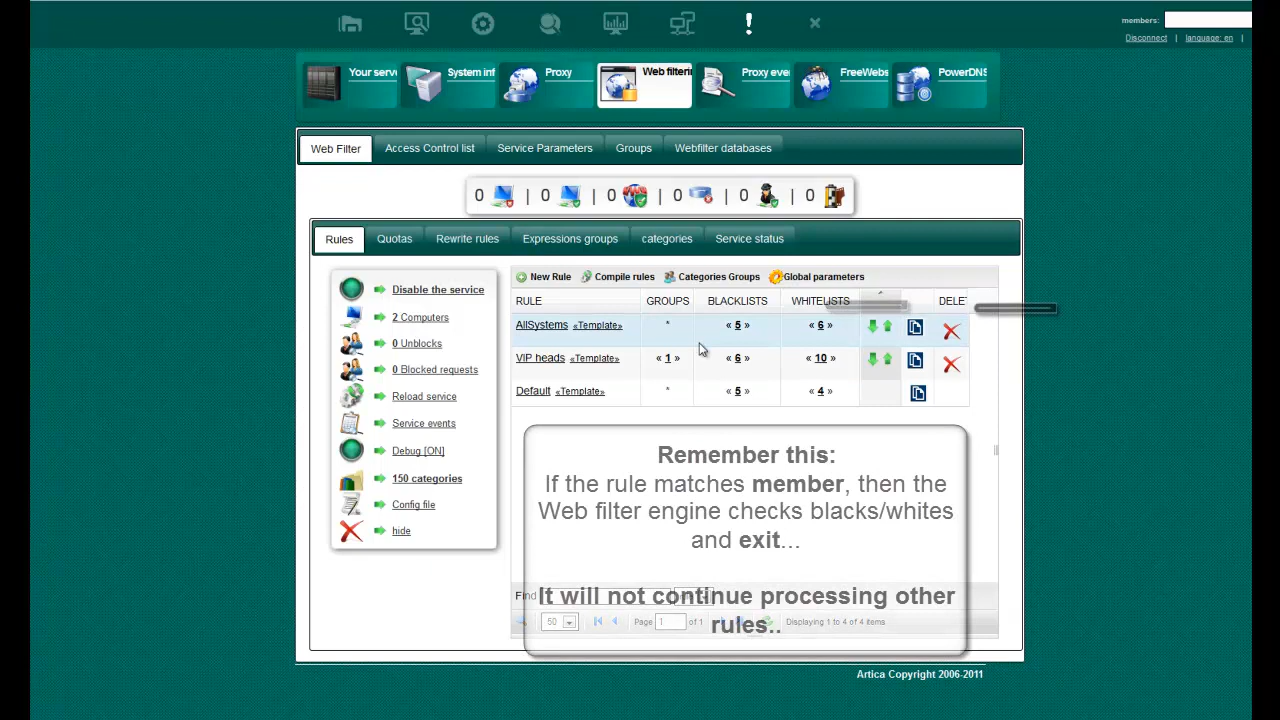 members:
Disconnect | language: en |
Your serve
System inf
Proxy
Web filterin
Proxy eve
FreeWebs
PowerDNS
Web Filter
Access Control list
Service Parameters
Groups
Webfilter databases
0 | 0 | 0 | 0 | 0 | 0
Rules
Quotas
Rewrite rules
Expressions groups
categories
Service status
Disable the service
2 Computers
0 Unblocks
0 Blocked requests
Reload service
Service events
Debug [ON]
150 categories
Config file
hide
New Rule Compile rules Categories Groups Global parameters
RULE GROUPS BLACKLISTS WHITELISTS DELET
AllSystems «Template» * « 5 » « 6 »
VIP heads «Template» « 1 » « 6 » « 10 »
Default «Template» * « 5 » « 4 »
Remember this:
If the rule matches member, then the
Web filter engine checks blacks/whites
and exit...
It will not continue processing other
rules..
Find
50 Page 1 of 1 Displaying 1 to 4 of 4 items
Artica Copyright 2006-2011